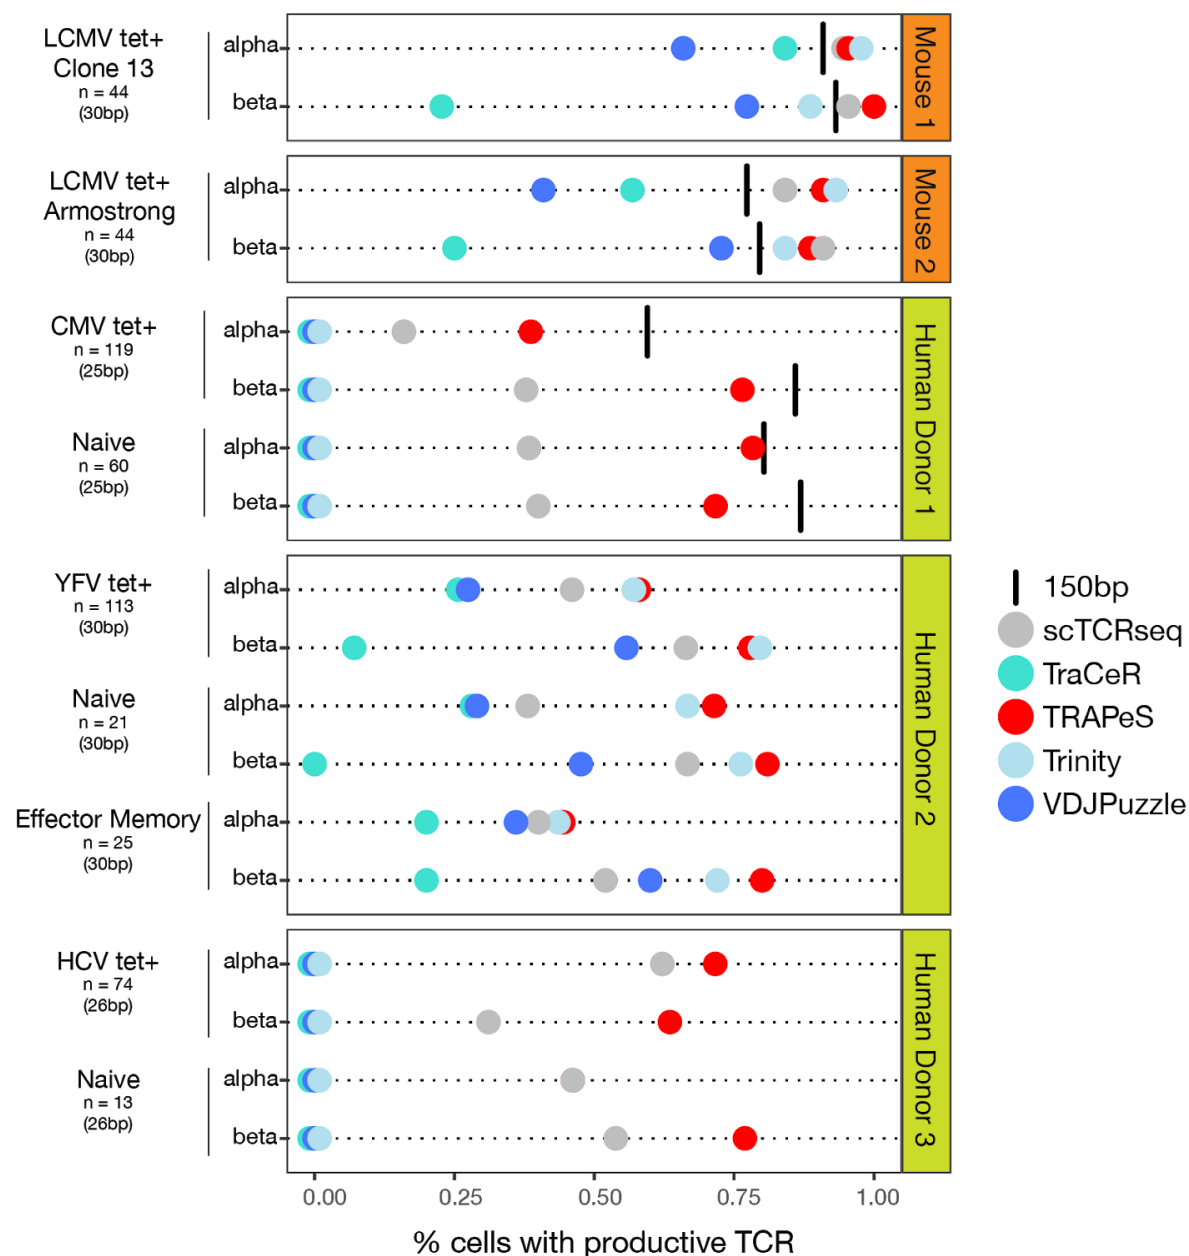 LCMV tet+
Clone 13
n = 44
(30bp)
alpha
beta
Mouse 1
LCMV tet+
Armostrong
n = 44
(30bp)
alpha
beta
Mouse 2
CMV tet+
n = 119
(25bp)
alpha
beta
Naive
n = 60
(25bp)
alpha
beta
Human Donor 1
YFV tet+
n = 113
(30bp)
alpha
beta
Naive
n = 21
(30bp)
alpha
beta
Effector Memory
n = 25
(30bp)
alpha
beta
Human Donor 2
HCV tet+
n = 74
(26bp)
alpha
beta
Naive
n = 13
(26bp)
alpha
beta
Human Donor 3
0.00 0.25 0.50 0.75 1.00
% cells with productive TCR
150bp
scTCRseq
TraCeR
TRAPeS
Trinity
VDJPuzzle